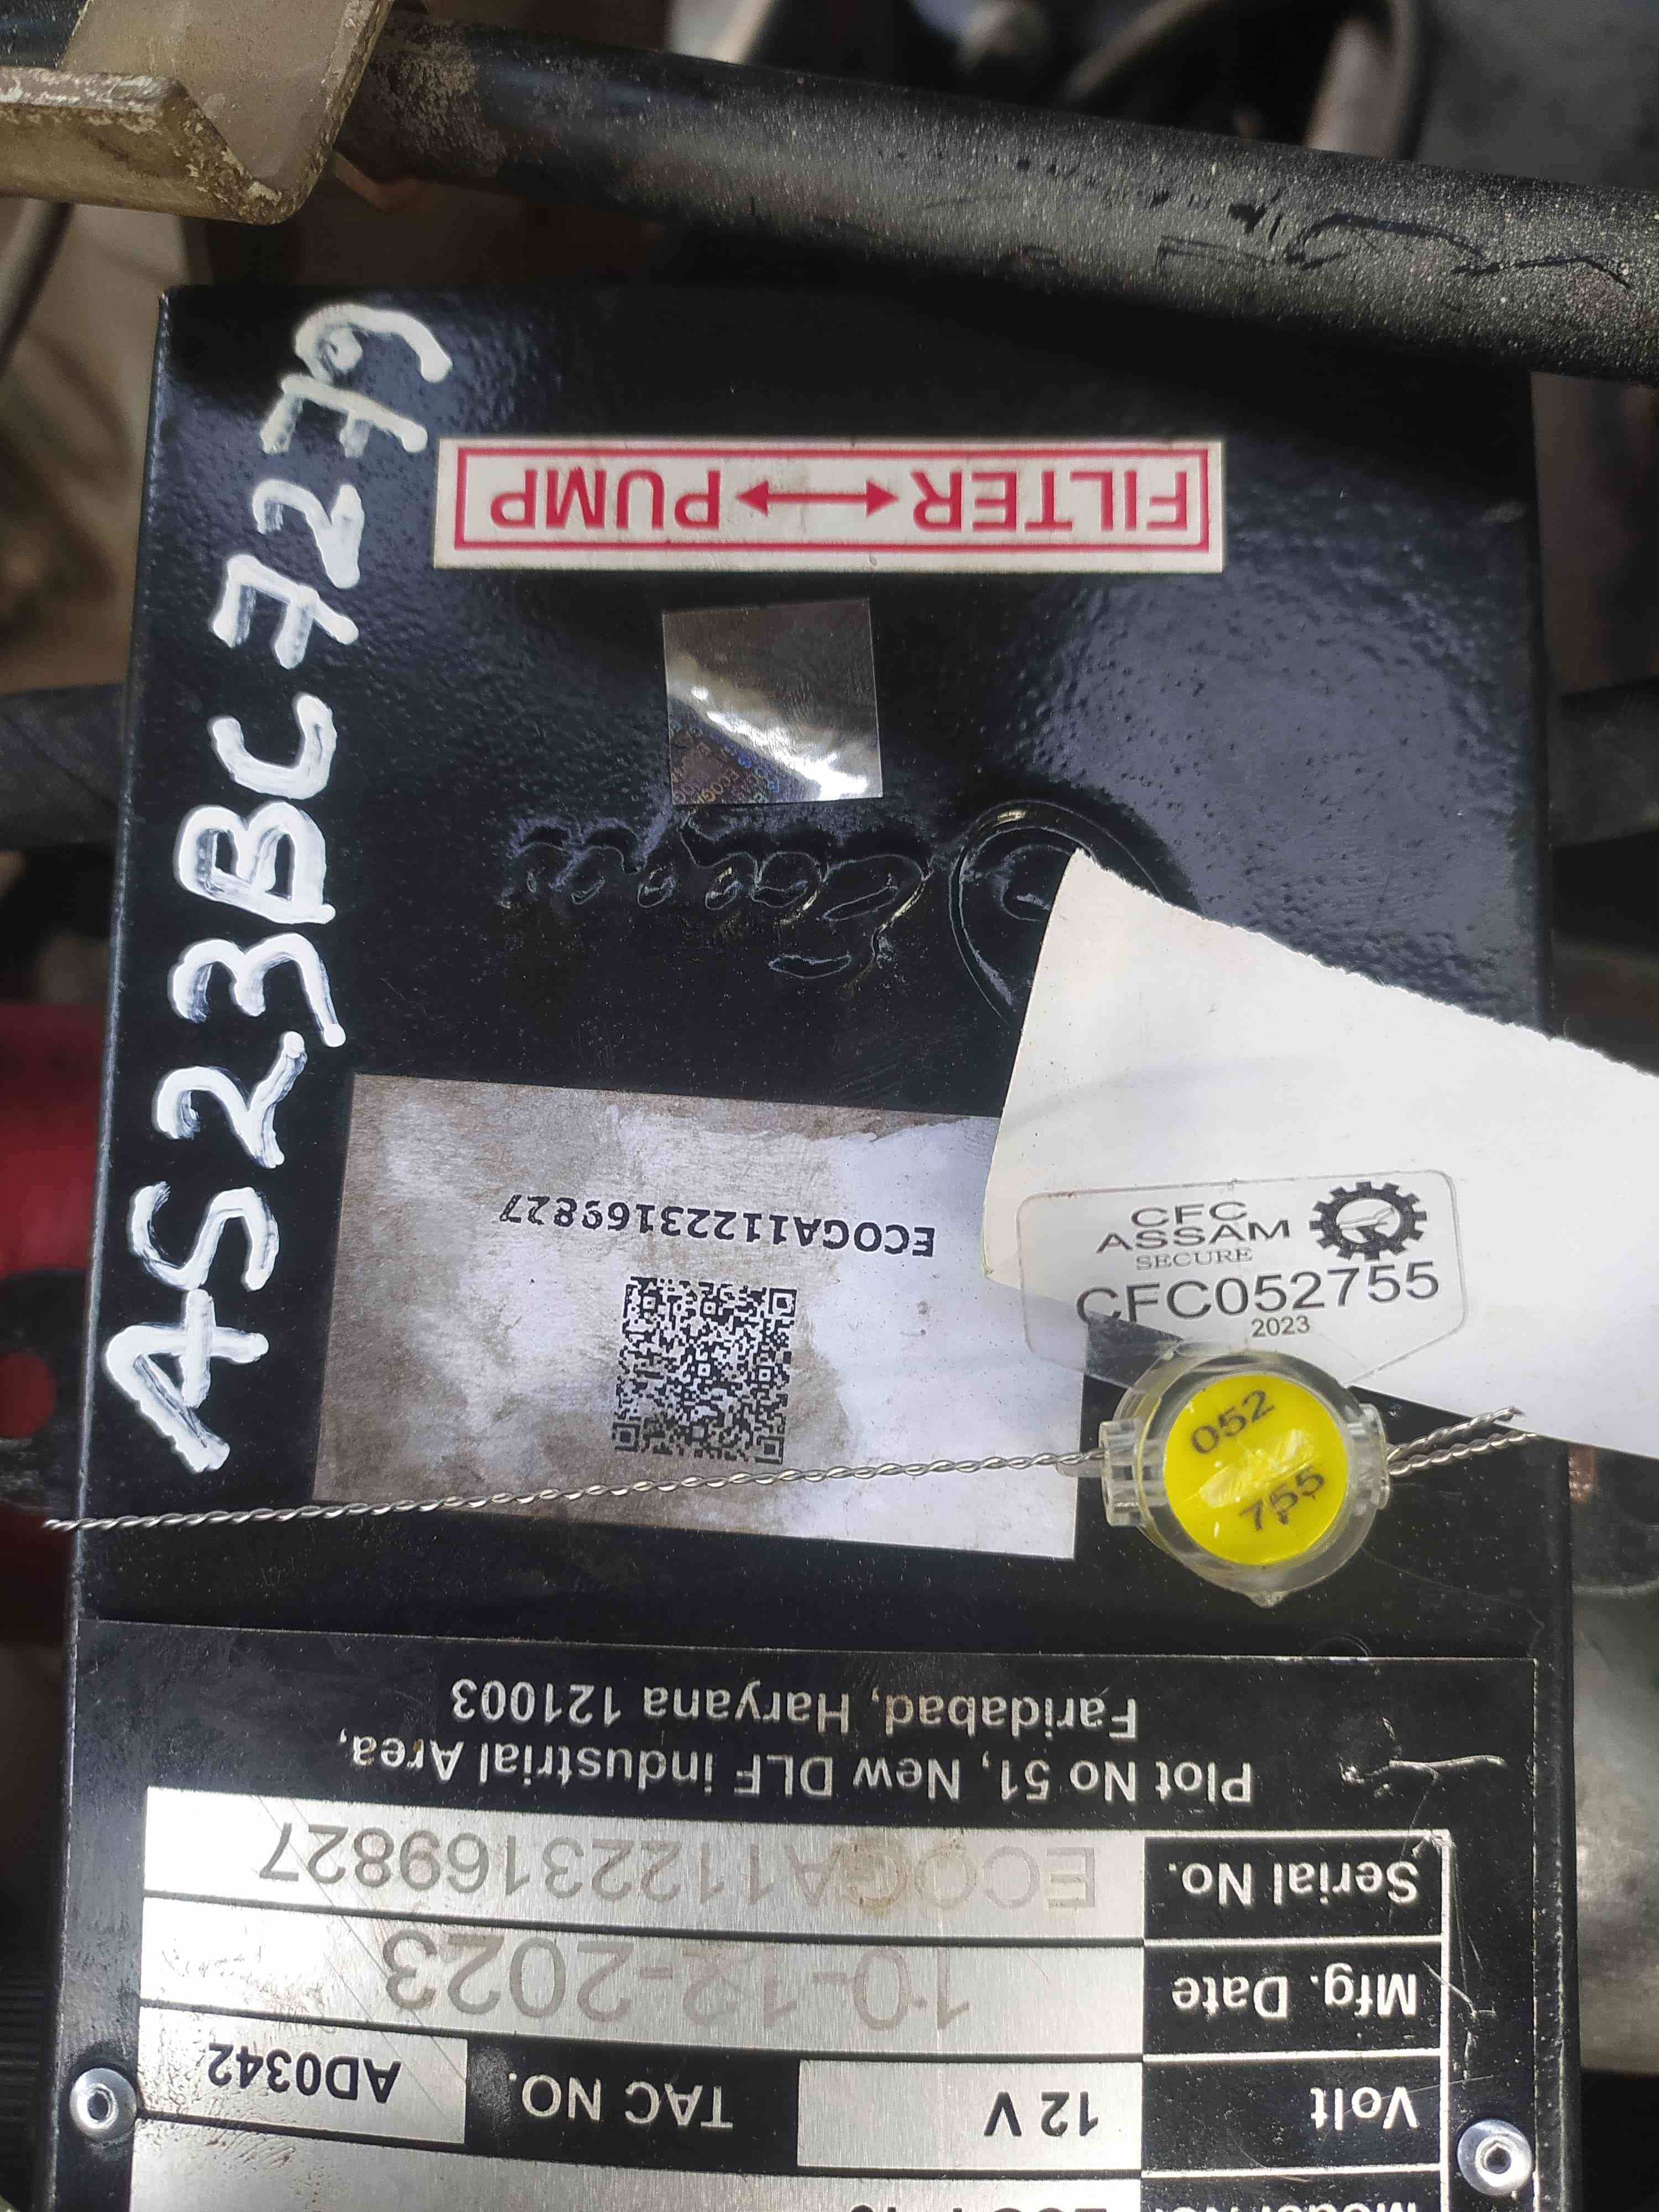 AS23BC7279
FILTER ↔ PUMP
ECOGA11223169827
CFC
ASSAM
SECURE
CFC052755
2023
052
755
Volt
12 V
TAC NO.
AD0342
Mfg. Date
10-12-2023
Serial No.
ECOGA11223169827
Plot No 51, New DLF industrial Area,
Faridabad, Haryana 121003